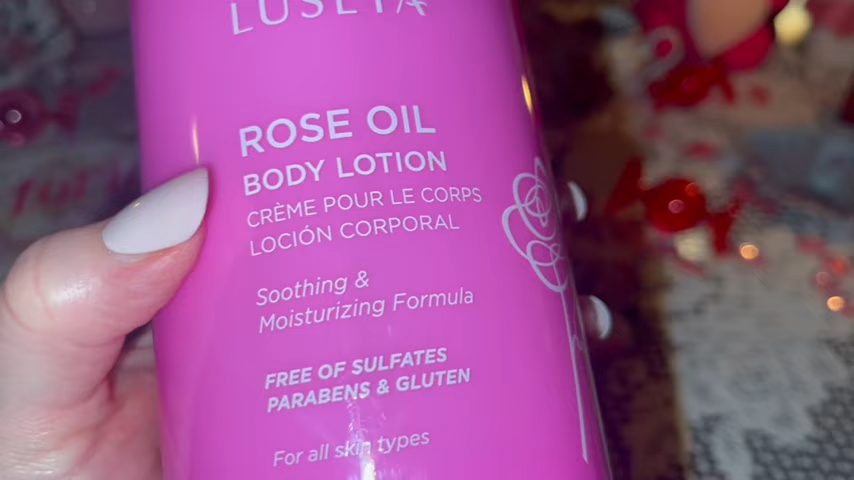 LUSETA
ROSE OIL
BODY LOTION
CRÈME POUR LE CORPS
LOCIÓN CORPORAL
Soothing &
Moisturizing Formula
FREE OF SULFATES
PARABENS & GLUTEN
For all skin types